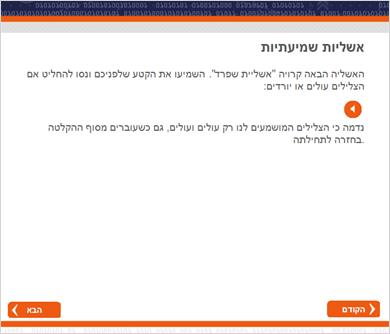 אשליות שמיעתיות
האשליה הבאה קרויה "אשליית שפרד". השמיעו את הקטע שלפניכם ונסו להחליט אם
הצלילים עולים או יורדים:
נדמה כי הצלילים המושמעים לנו רק עולים ועולים, גם כשעוברים מסוף ההקלטה
.בחזרה לתחילתה
הקודם
הבא